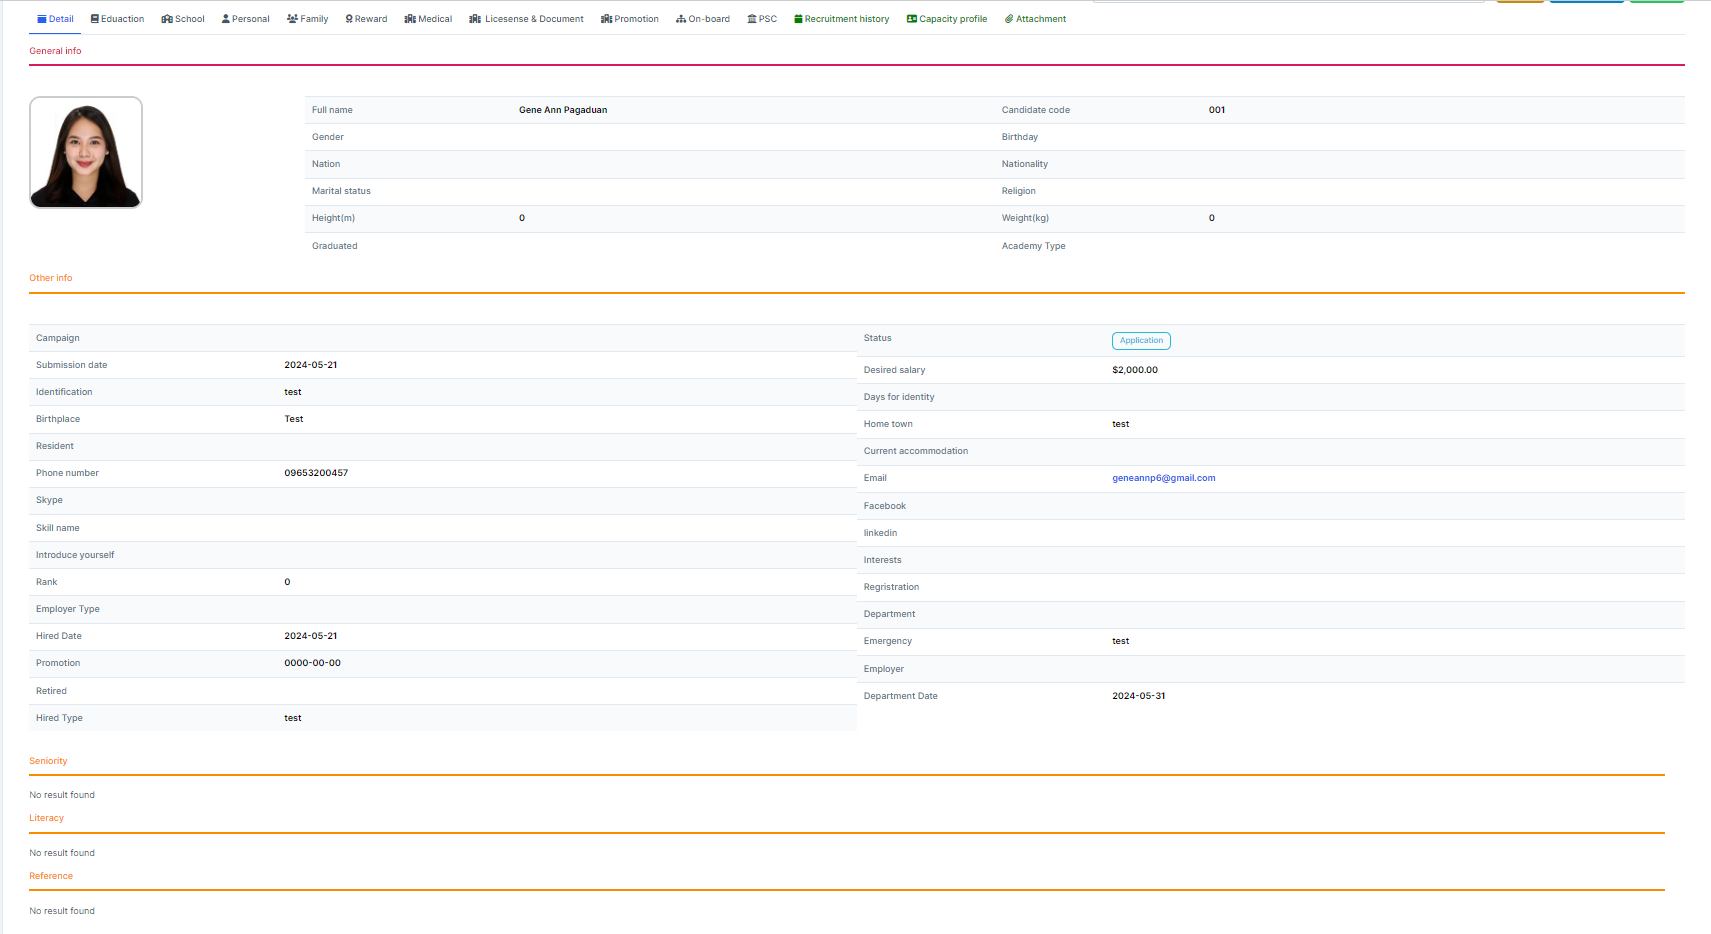 Detail Eduaction School Personal Family Reward Medical Licesense & Document Promotion On-board PSC Recruitment history Capacity profile Attachment
General info
Full name Gene Ann Pagaduan Candidate code 001
Gender Birthday
Nation Nationality
Marital status Religion
Height(m) 0 Weight(kg) 0
Graduated Academy Type
Other info
Campaign Status Application
Submission date 2024-05-21 Desired salary $2,000.00
Identification test Days for identity
Birthplace Test Home town test
Resident Current accommodation
Phone number 09653200457 Email geneannp6@gmail.com
Skype Facebook
Skill name linkedin
Introduce yourself Interests
Rank 0 Regristration
Employer Type Department
Hired Date 2024-05-21 Emergency test
Promotion 0000-00-00 Employer
Retired Department Date 2024-05-31
Hired Type test
Seniority
No result found
Literacy
No result found
Reference
No result found